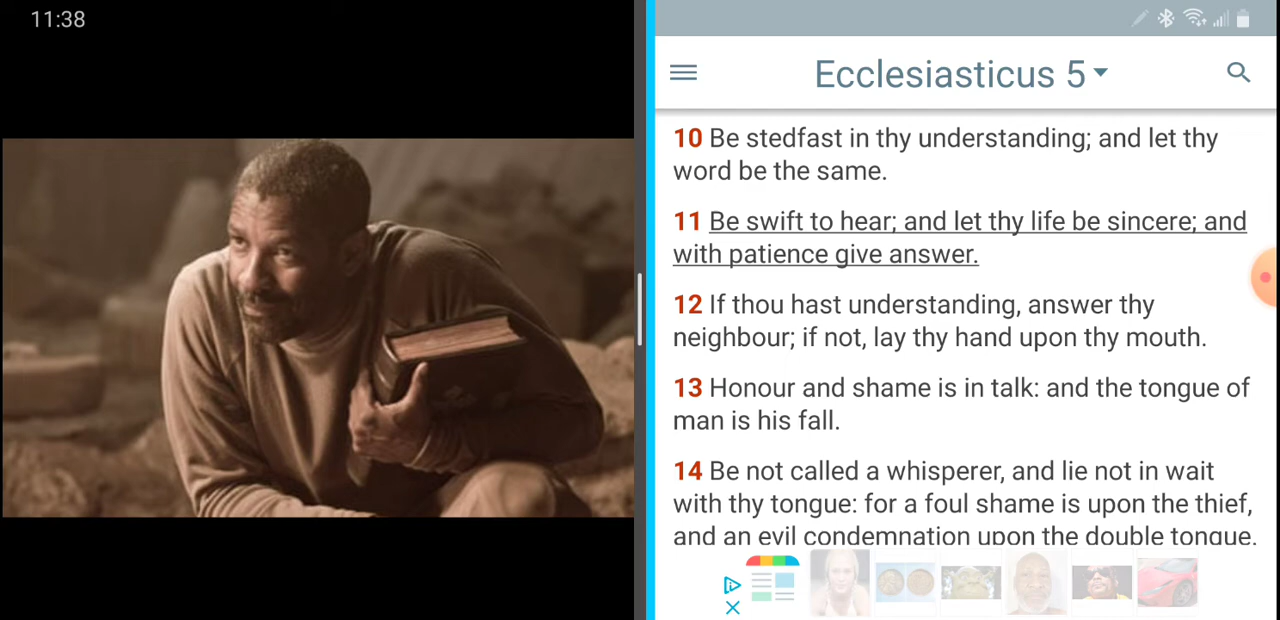 11:38
Ecclesiasticus 5
10 Be stedfast in thy understanding; and let thy
word be the same.
11 Be swift to hear; and let thy life be sincere; and
with patience give answer.
12 If thou hast understanding, answer thy
neighbour; if not, lay thy hand upon thy mouth.
13 Honour and shame is in talk: and the tongue of
man is his fall.
14 Be not called a whisperer, and lie not in wait
with thy tongue: for a foul shame is upon the thief,
and an evil condemnation upon the double tongue.